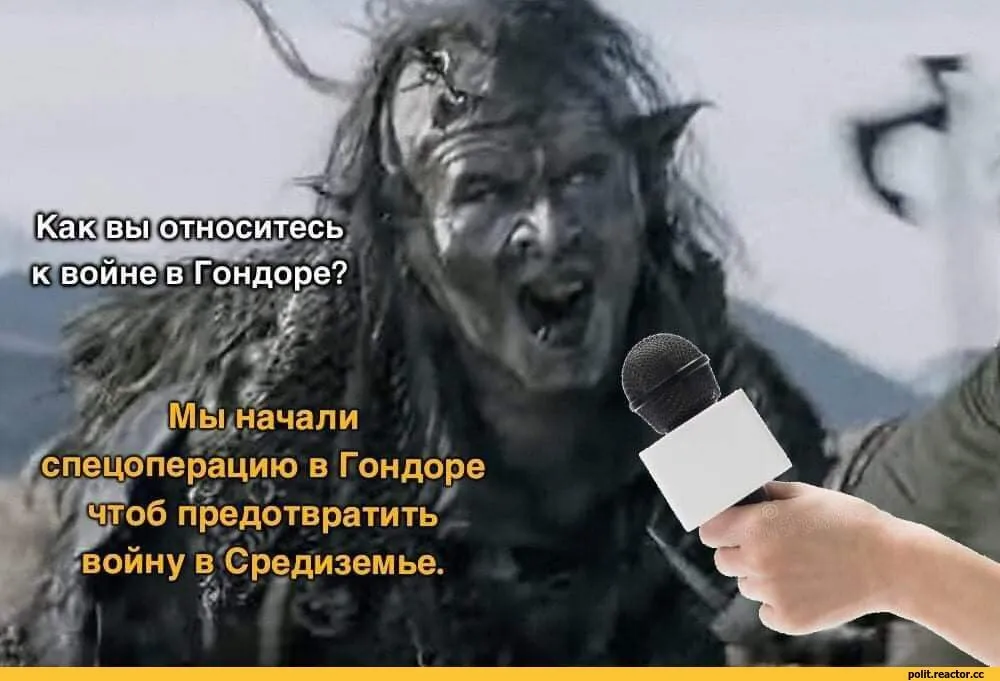 Как вы относитесь
к войне в Гондоре?
Мы начали
спецоперацию в Гондоре
чтоб предотвратить
войну в Средиземье.
polit.reactor.cc